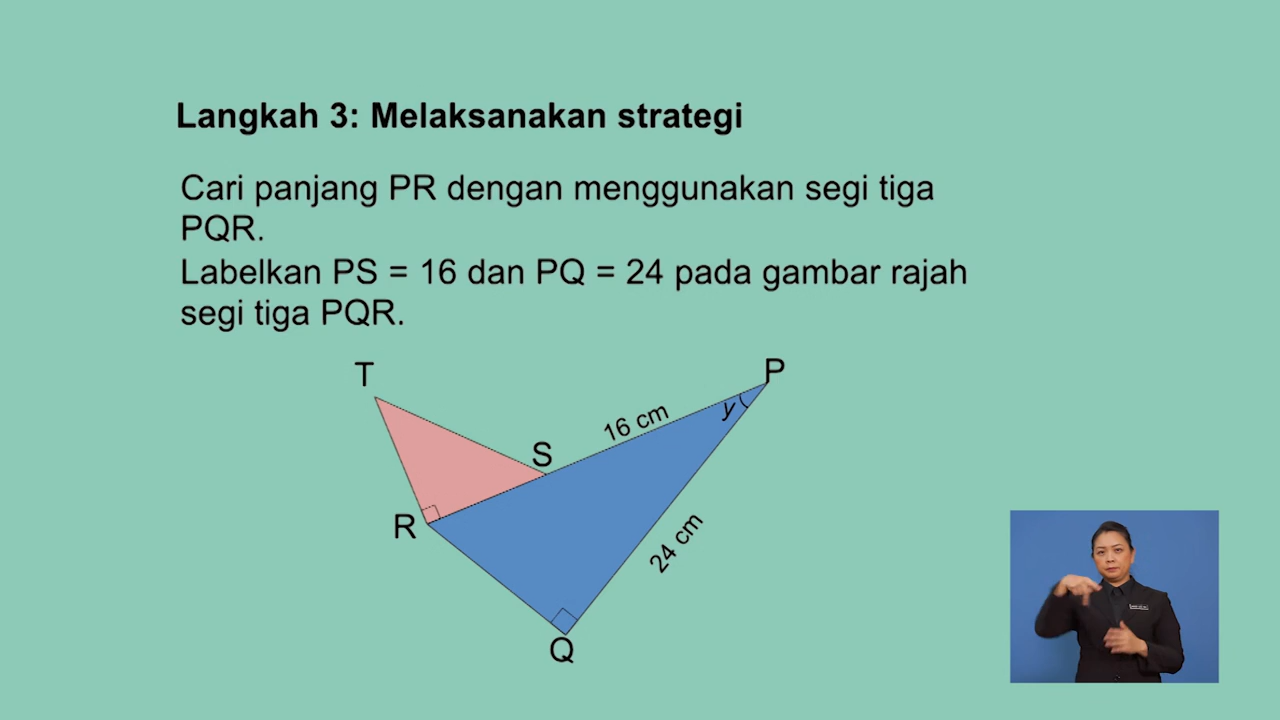 Langkah 3: Melaksanakan strategi
Cari panjang PR dengan menggunakan segi tiga
PQR.
Labelkan PS = 16 dan PQ = 24 pada gambar rajah
segi tiga PQR.
T
P
y
16 cm
S
R
24 cm
Q